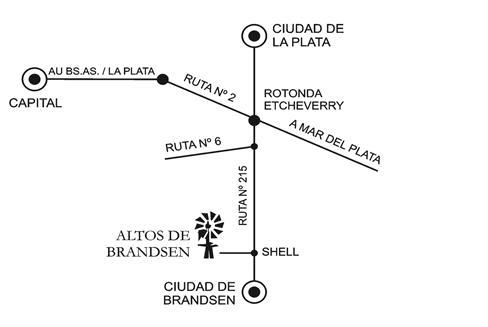 CIUDAD DE
LA PLATA
AU BS.AS. / LA PLATA
CAPITAL
RUTA Nº 2
ROTONDA
ETCHEVERRY
A MAR DEL PLATA
RUTA Nº 6
RUTA Nº 215
ALTOS DE
BRANDSEN
SHELL
CIUDAD DE
BRANDSEN